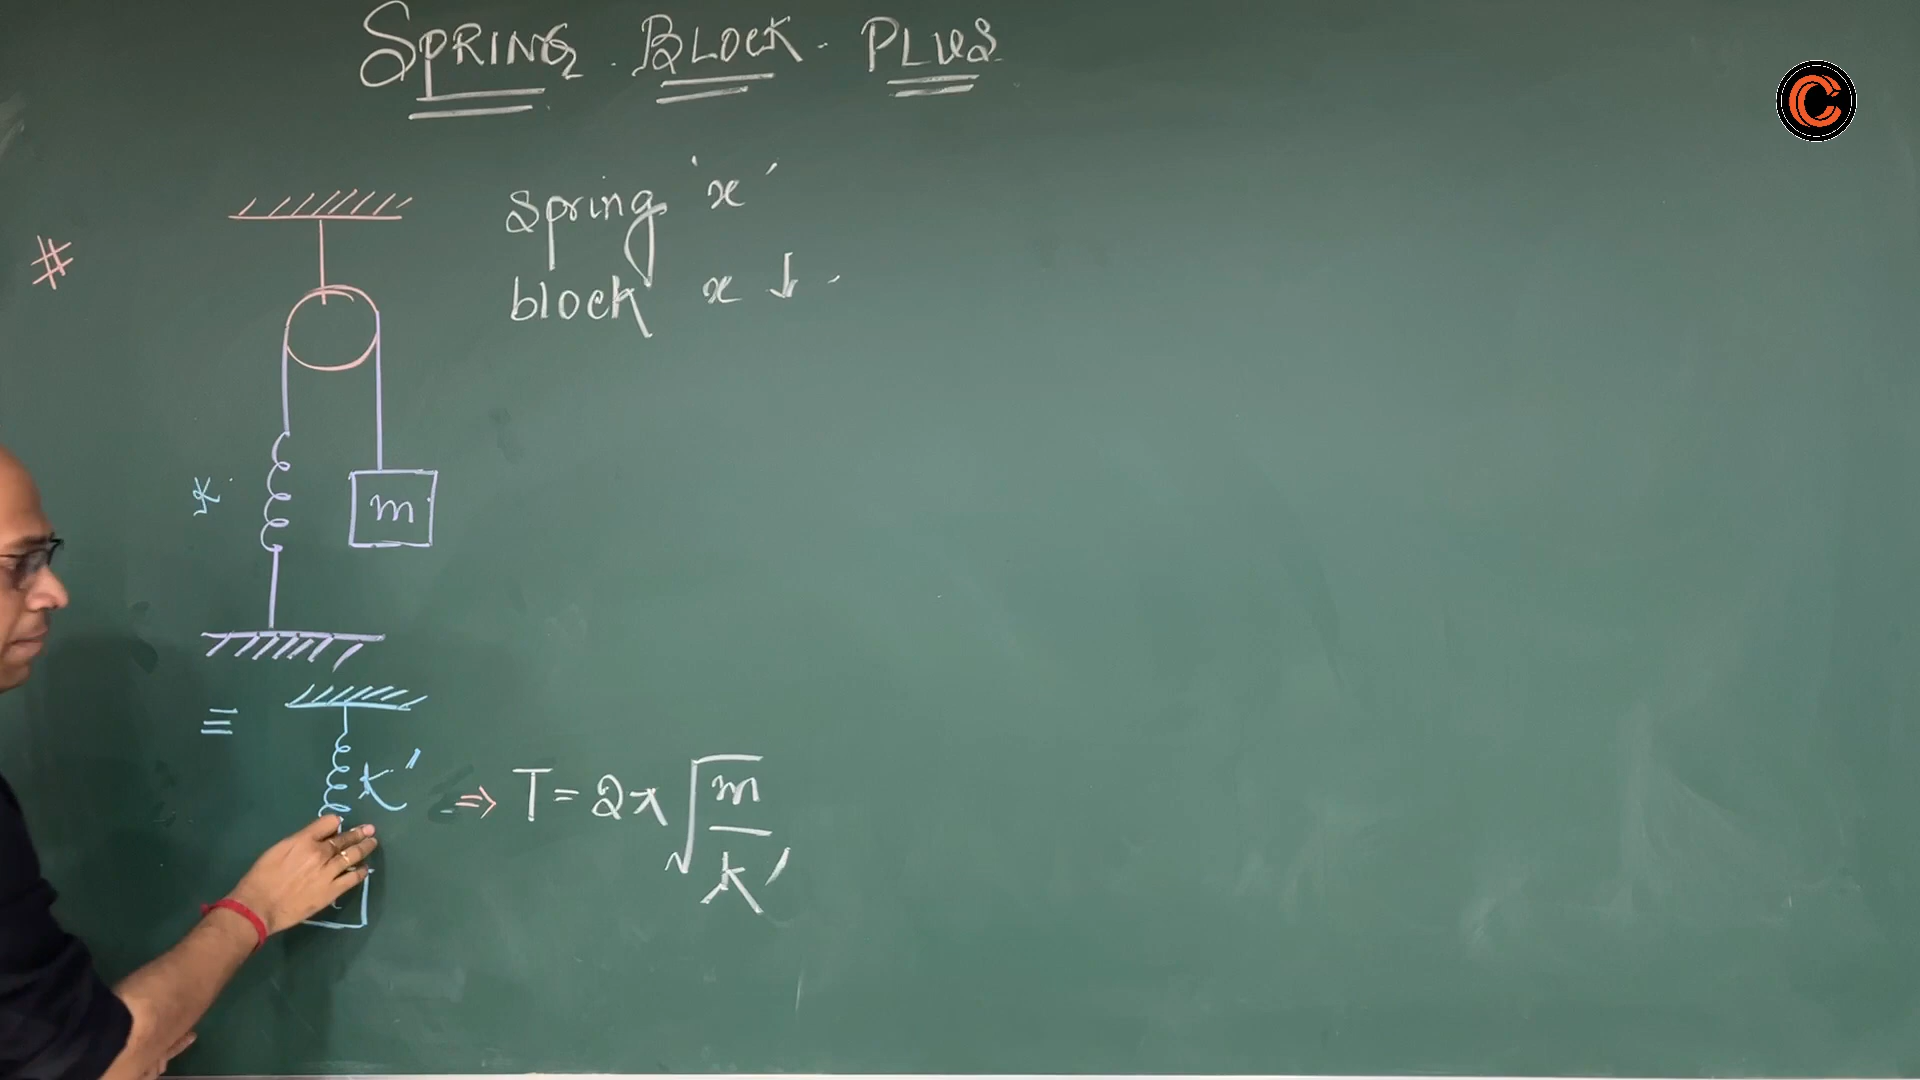 SPRING. BLOCK. PLUS
#
spring 'x'
block x ↓
K
m
≡
K'
⇒ T = 2π √(m/k')